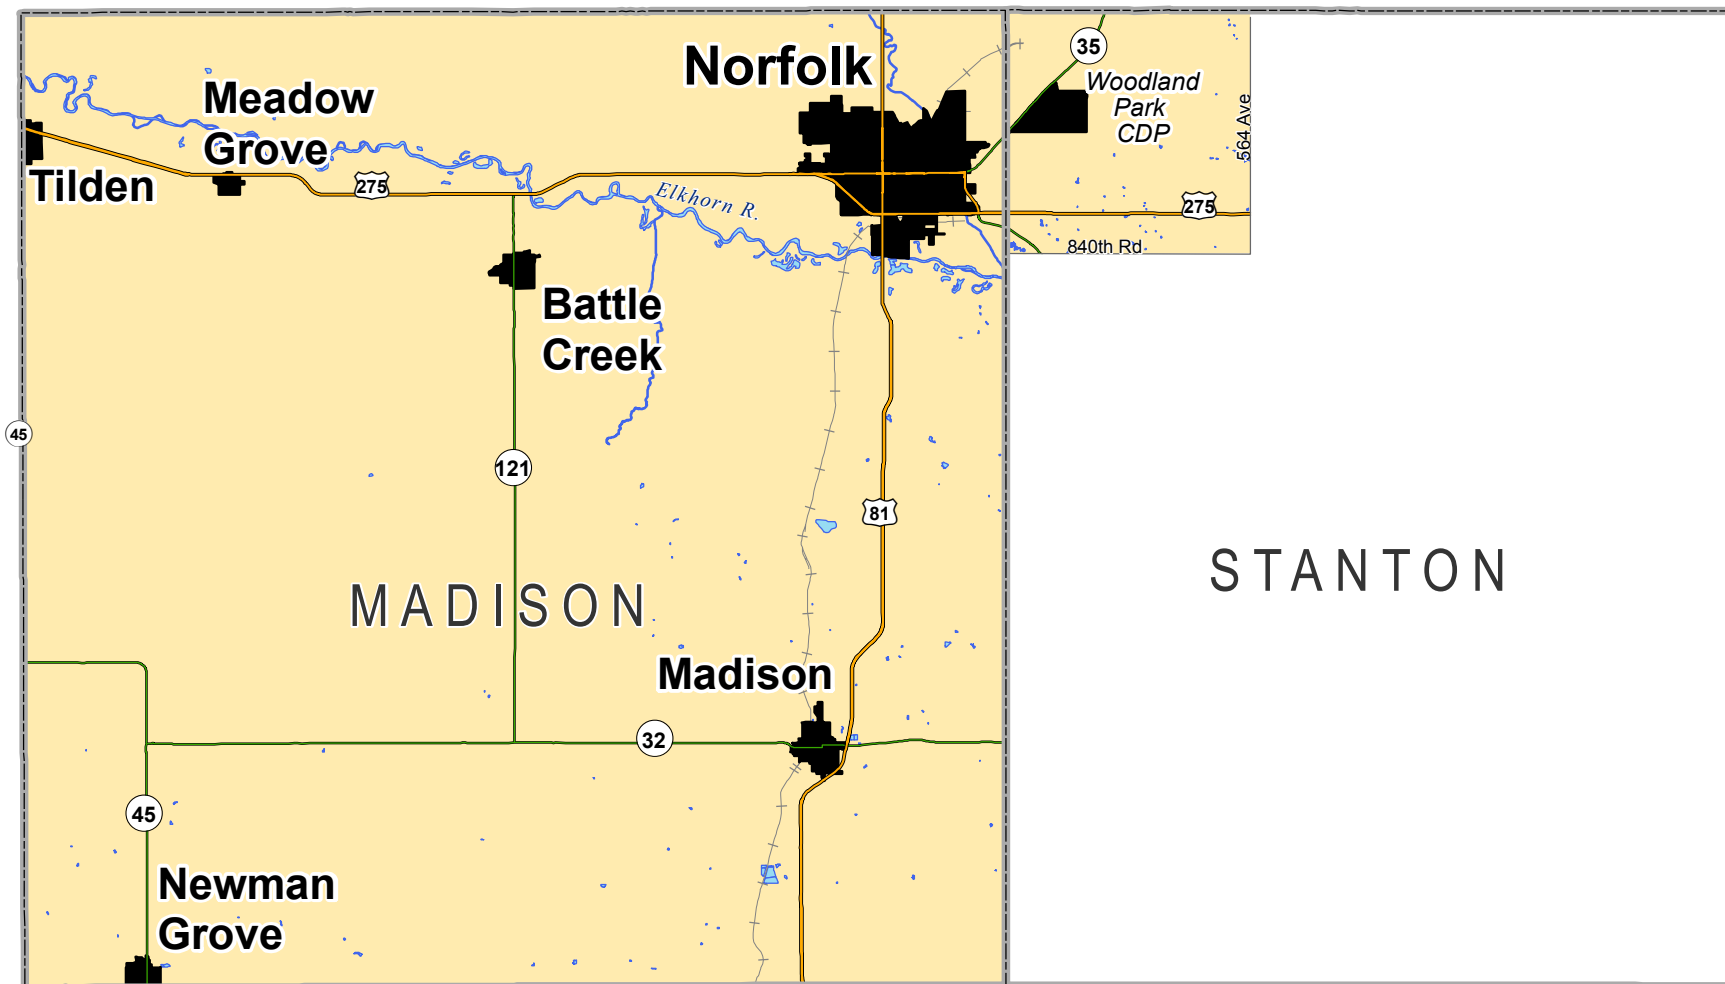 35
Norfolk
Woodland
Park
CDP
Meadow
Grove
564 Ave
Tilden
275
Elkhorn R.
275
840th Rd
Battle
Creek
45
121
81
STANTON
MADISON
Madison
32
45
Newman
Grove